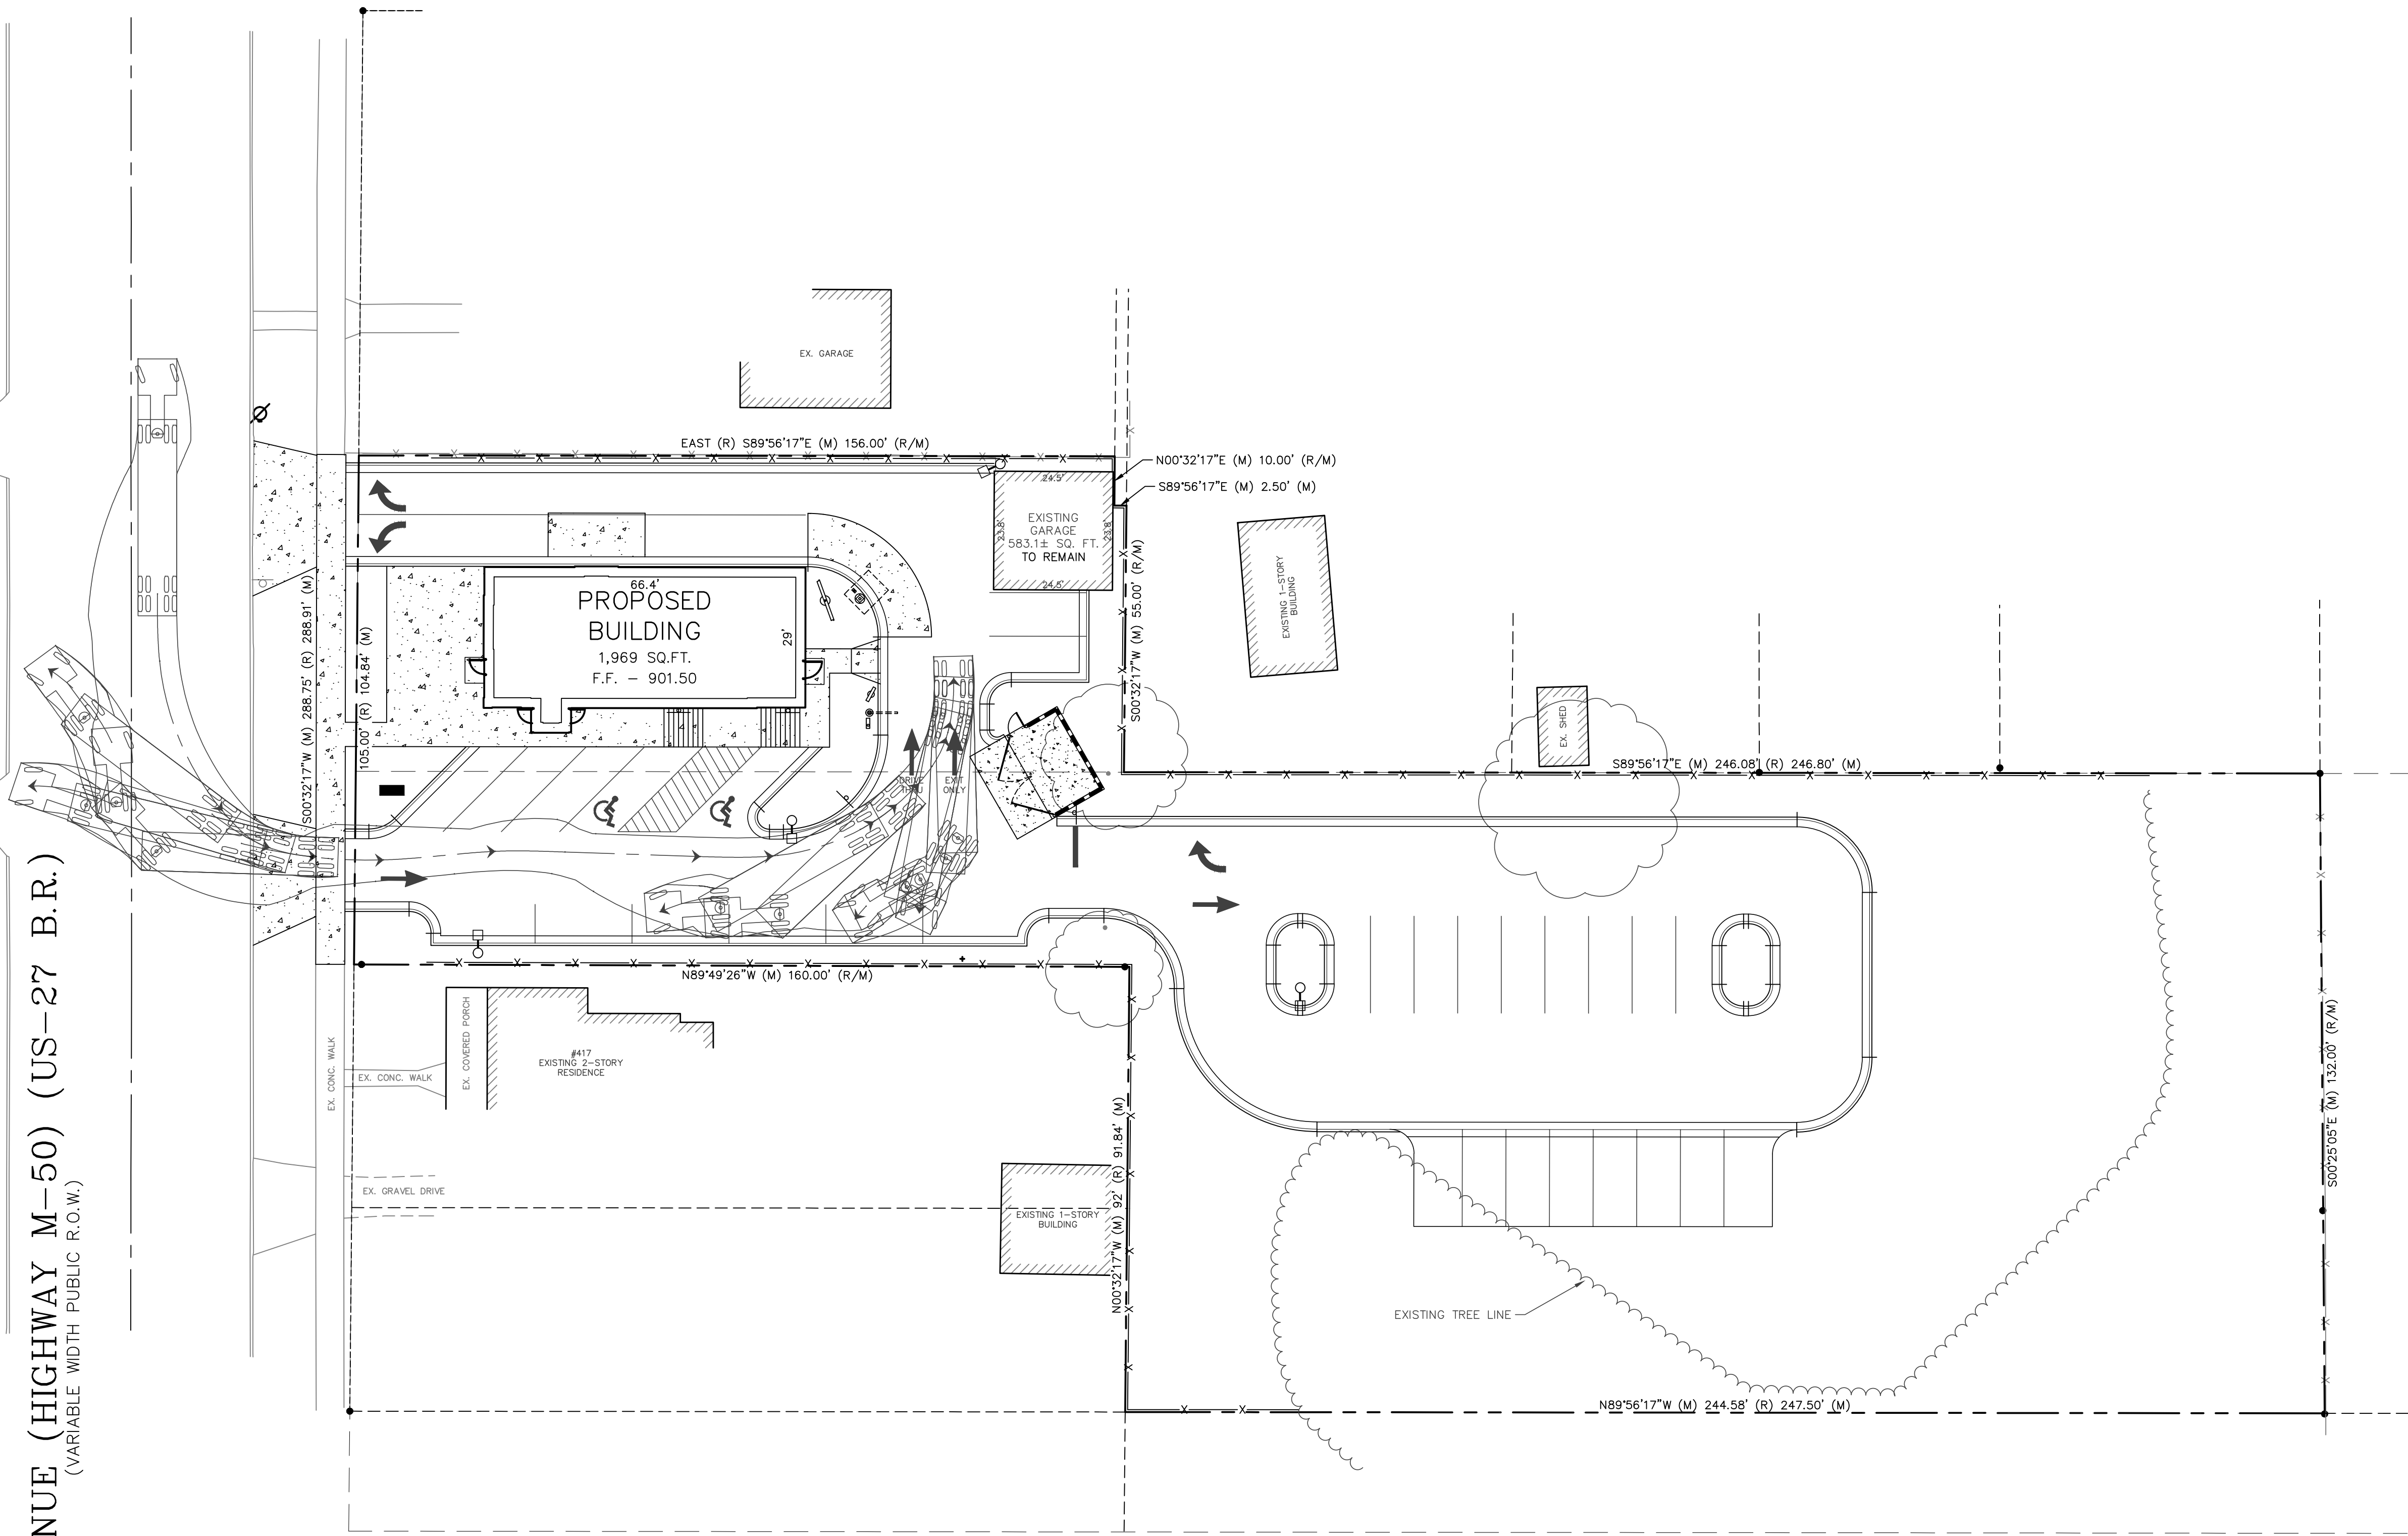 EX. GARAGE
EAST (R) S89°56'17"E (M) 156.00' (R/M)
N00°32'17"E (M) 10.00' (R/M)
S89°56'17"E (M) 2.50' (M)
24.5'
23.8'
EXISTING
GARAGE
583.1± SQ. FT.
TO REMAIN
23.8'
24.5'
66.4'
PROPOSED
BUILDING
1,969 SQ.FT.
F.F. – 901.50
29'
EXISTING 1–STORY
BUILDING
S00°32'17"W (M) 55.00' (R/M)
S00°32'17"W (M) 288.75' (R) 288.91' (M)
105.00' (R) 104.84' (M)
EX. SHED
S89°56'17"E (M) 246.08' (R) 246.80' (M)
DRIVE
THRU
EXIT
ONLY
NUE (HIGHWAY M–50) (US–27 B.R.)
(VARIABLE WIDTH PUBLIC R.O.W.)
N89°49'26"W (M) 160.00' (R/M)
EX. CONC. WALK
EX. CONC. WALK
EX. COVERED PORCH
#417
EXISTING 2–STORY
RESIDENCE
EX. GRAVEL DRIVE
EXISTING 1–STORY
BUILDING
N00°32'17"W (M) 92' (R) 91.84' (M)
S00°25'05"E (M) 132.00' (R/M)
EXISTING TREE LINE
N89°56'17"W (M) 244.58' (R) 247.50' (M)